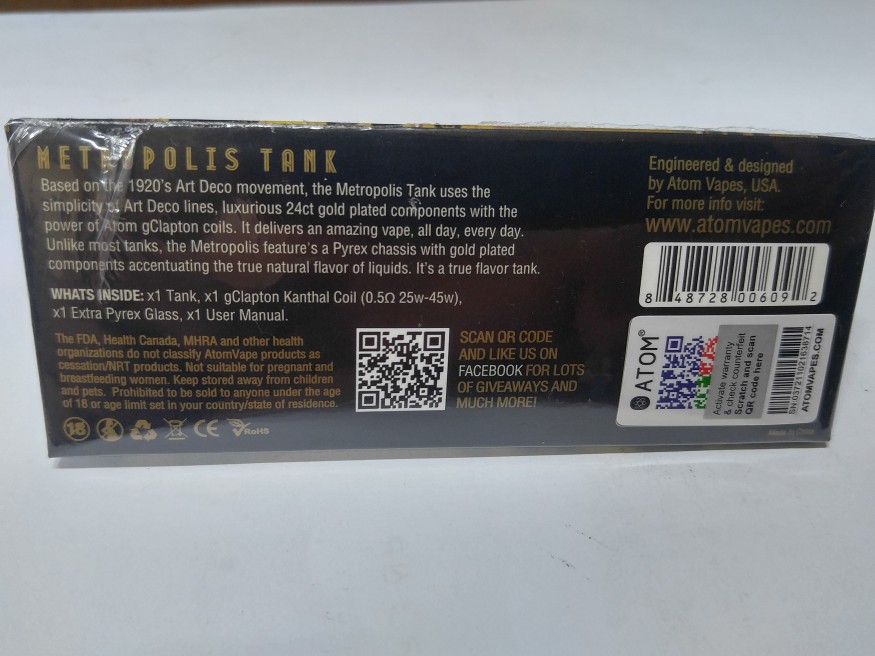 METROPOLIS TANK
Based on the 1920's Art Deco movement, the Metropolis Tank uses the
simplicity of Art Deco lines, luxurious 24ct gold plated components with the
power of Atom gClapton coils. It delivers an amazing vape, all day, every day.
Unlike most tanks, the Metropolis feature's a Pyrex chassis with gold plated
components accentuating the true natural flavor of liquids. It's a true flavor tank.
WHATS INSIDE: x1 Tank, x1 gClapton Kanthal Coil (0.5Ω 25w-45w),
x1 Extra Pyrex Glass, x1 User Manual.
The FDA, Health Canada, MHRA and other health
organizations do not classify AtomVape products as
cessation/NRT products. Not suitable for pregnant and
breastfeeding women. Keep stored away from children
and pets. Prohibited to be sold to anyone under the age
of 18 or age limit set in your country/state of residence.
18
CE
RoHS
SCAN QR CODE
AND LIKE US ON
FACEBOOK FOR LOTS
OF GIVEAWAYS AND
MUCH MORE!
Engineered & designed
by Atom Vapes, USA.
For more info visit:
www.atomvapes.com
8 48728 00609 2
ATOM®
Activate warranty
& check counterfeit
Scratch and scan
QR code here
ATOMVAPES.COM
Made in China